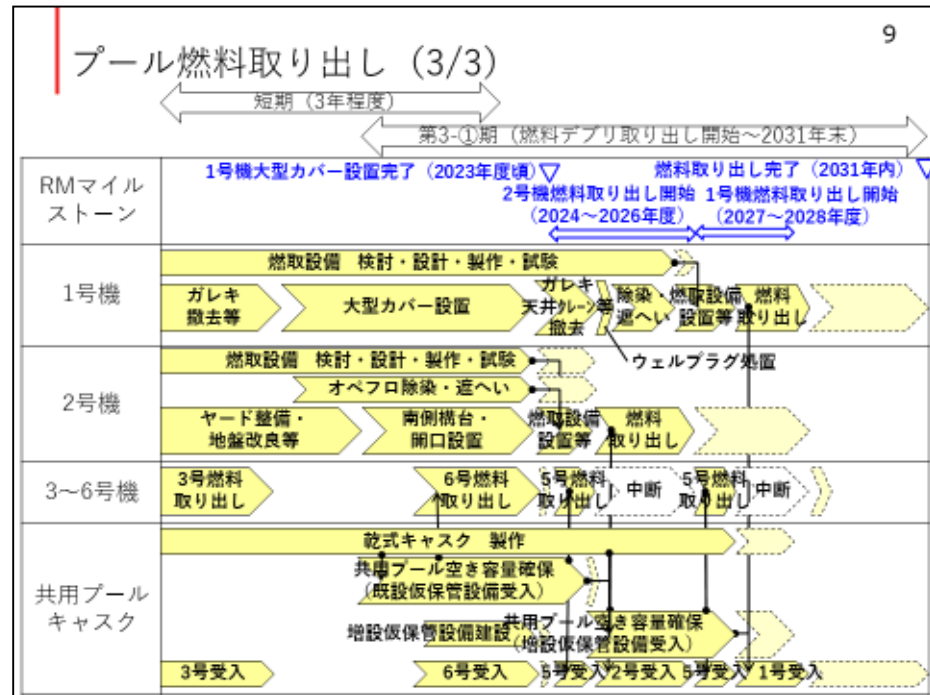 9
プール燃料取り出し（3/3）
短期（3年程度）
第3-①期（燃料デブリ取り出し開始～2031年末）
RMマイル
ストーン
1号機大型カバー設置完了（2023年度頃）
燃料取り出し完了（2031年内）
2号機燃料取り出し開始
（2024～2026年度）
1号機燃料取り出し開始
（2027～2028年度）
1号機
燃取設備 検討・設計・製作・試験
ガレキ
撤去等
大型カバー設置
ガレキ
天井クレーン等
撤去
除染・
遮へい
燃取設備
設置等
燃料
取り出し
ウェルプラグ処置
2号機
燃取設備 検討・設計・製作・試験
オペフロ除染・遮へい
ヤード整備・
地盤改良等
南側構台・
開口設置
燃取設備
設置等
燃料
取り出し
3～6号機
3号燃料
取り出し
6号燃料
取り出し
5号燃料
取り出し
中断
5号燃料
取り出し
中断
共用プール
キャスク
乾式キャスク 製作
共用プール空き容量確保
（既設仮保管設備受入）
増設仮保管設備建設
共用プール空き容量確保
（増設仮保管設備受入）
3号受入
6号受入
5号受入
2号受入
5号受入
1号受入